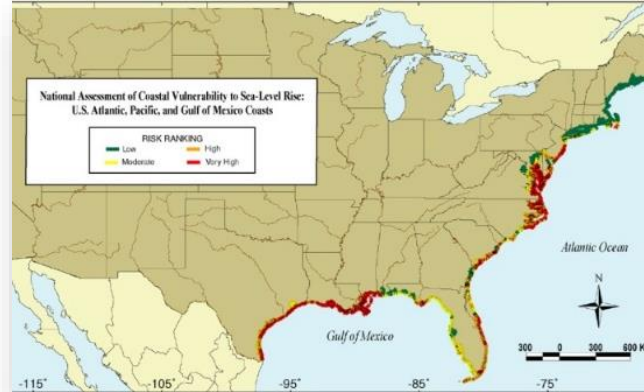 National Assessment of Coastal Vulnerability to Sea-Level Rise:
U.S. Atlantic, Pacific, and Gulf of Mexico Coasts
RISK RANKING
Low
High
Moderate
Very High
Atlantic Ocean
N
Gulf of Mexico
300 0 300 600 K
-115
-105
-95
-85
-75